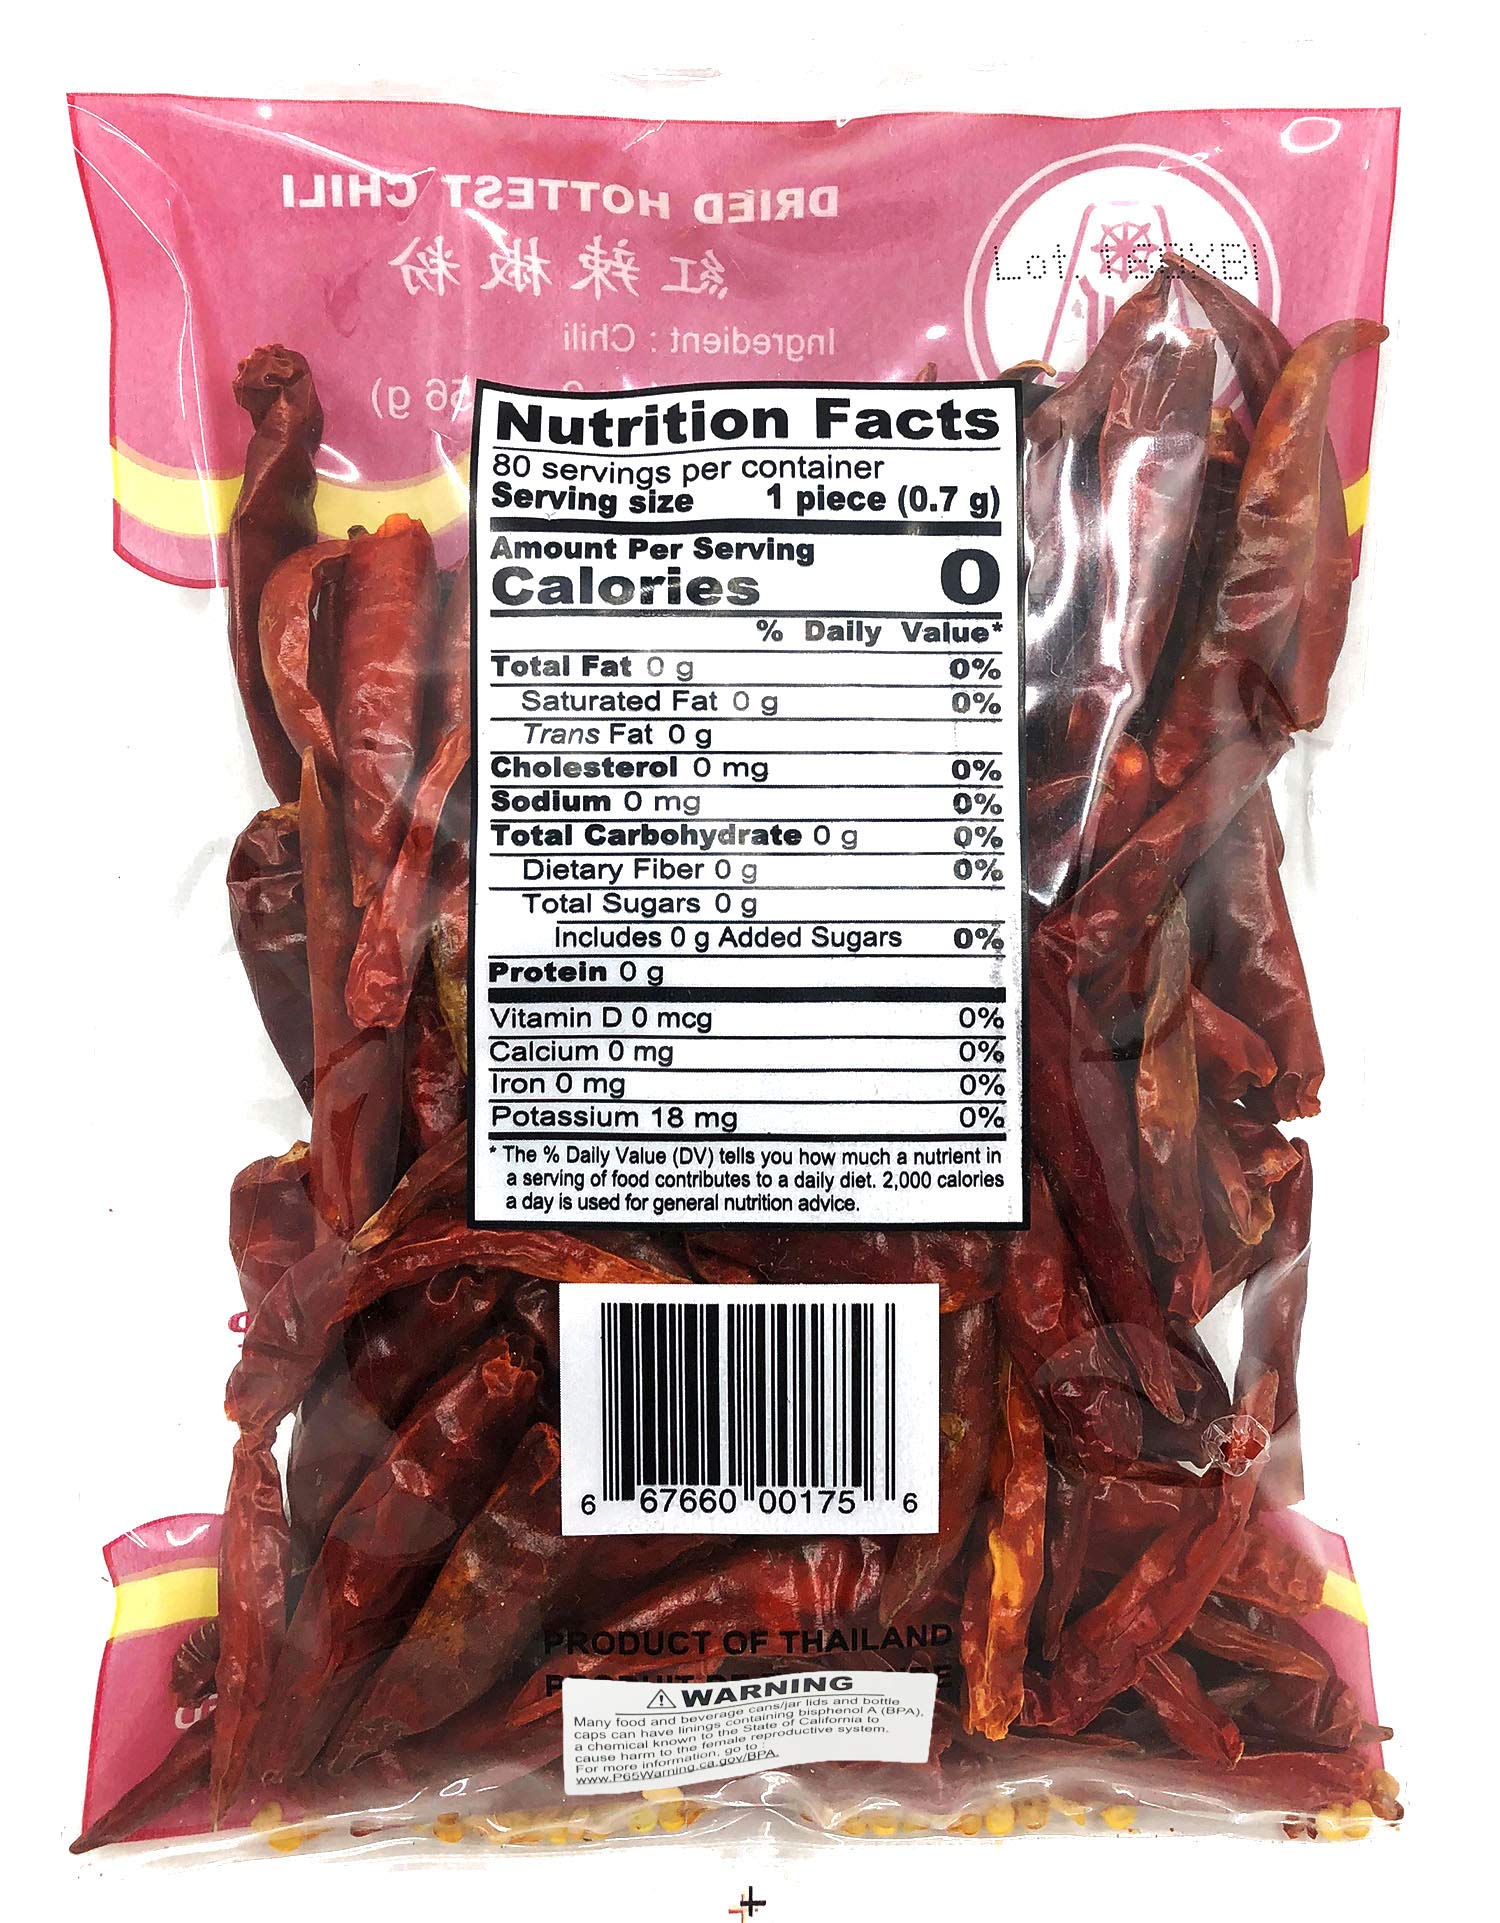 DRIED HOTTEST CHILI
紅辣椒粉
Ingredient : Chili
56 g)
Lot.
Nutrition Facts
80 servings per container
Serving size 1 piece (0.7 g)
Amount Per Serving
Calories 0
% Daily Value*
Total Fat 0 g 0%
Saturated Fat 0 g 0%
Trans Fat 0 g
Cholesterol 0 mg 0%
Sodium 0 mg 0%
Total Carbohydrate 0 g 0%
Dietary Fiber 0 g 0%
Total Sugars 0 g
Includes 0 g Added Sugars 0%
Protein 0 g
Vitamin D 0 mcg 0%
Calcium 0 mg 0%
Iron 0 mg 0%
Potassium 18 mg 0%
* The % Daily Value (DV) tells you how much a nutrient in
a serving of food contributes to a daily diet. 2,000 calories
a day is used for general nutrition advice.
6 67660 00175 6
PRODUCT OF THAILAND
⚠ WARNING
Many food and beverage cans/jar lids and bottle
caps can have linings containing bisphenol A (BPA),
a chemical known to the State of California to
cause harm to the female reproductive system.
For more information, go to :
www.P65Warning.ca.gov/BPA.